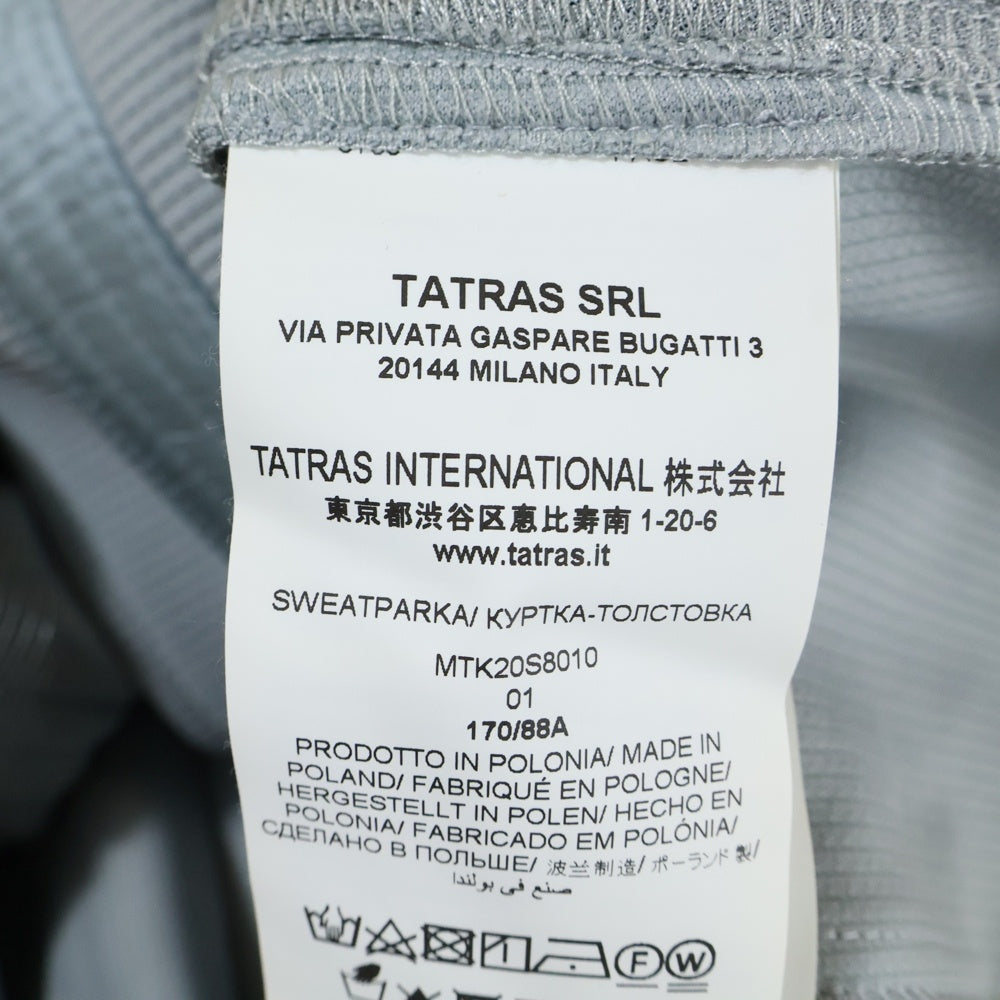 TATRAS SRL
VIA PRIVATA GASPARE BUGATTI 3
20144 MILANO ITALY
TATRAS INTERNATIONAL 株式会社
東京都渋谷区恵比寿南 1-20-6
www.tatras.it
SWEATPARKA/ КУРТКА-ТОЛСТОВКА
MTK20S8010
01
170/88A
PRODOTTO IN POLONIA/ MADE IN
POLAND/ FABRIQUÉ EN POLOGNE/
HERGESTELLT IN POLEN/ HECHO EN
POLONIA/ FABRICADO EM POLÓNIA/
СДЕЛАНО В ПОЛЬШЕ/ 波兰制造/ ポーランド製/
صنع في بولندا
F W